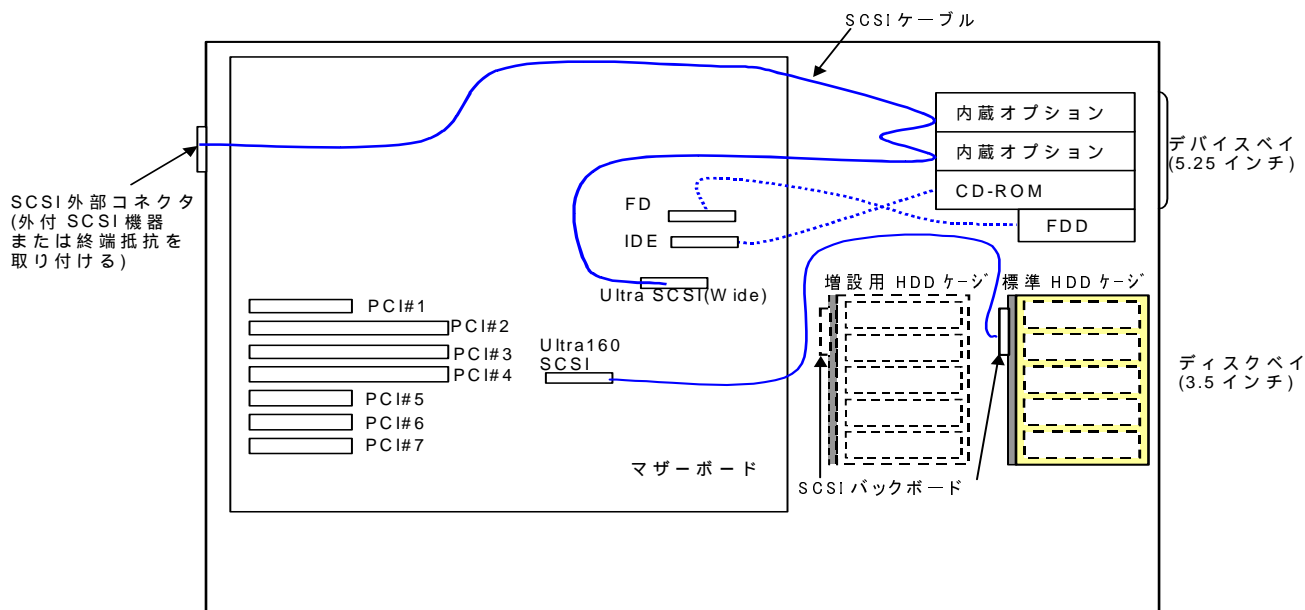 SCSIケーブル
内蔵オプション
内蔵オプション
CD-ROM
FDD
デバイスベイ
(5.25 インチ)
SCSI外部コネクタ
(外付 SCSI機器
または終端抵抗を
取り付ける)
FD
IDE
Ultra SCSI(Wide)
増設用 HDDケージ
標準 HDDケージ
PCI#1
PCI#2
PCI#3
PCI#4
PCI#5
PCI#6
PCI#7
Ultra160
SCSI
ディスクベイ
(3.5 インチ)
マザーボード
SCSIバックボード